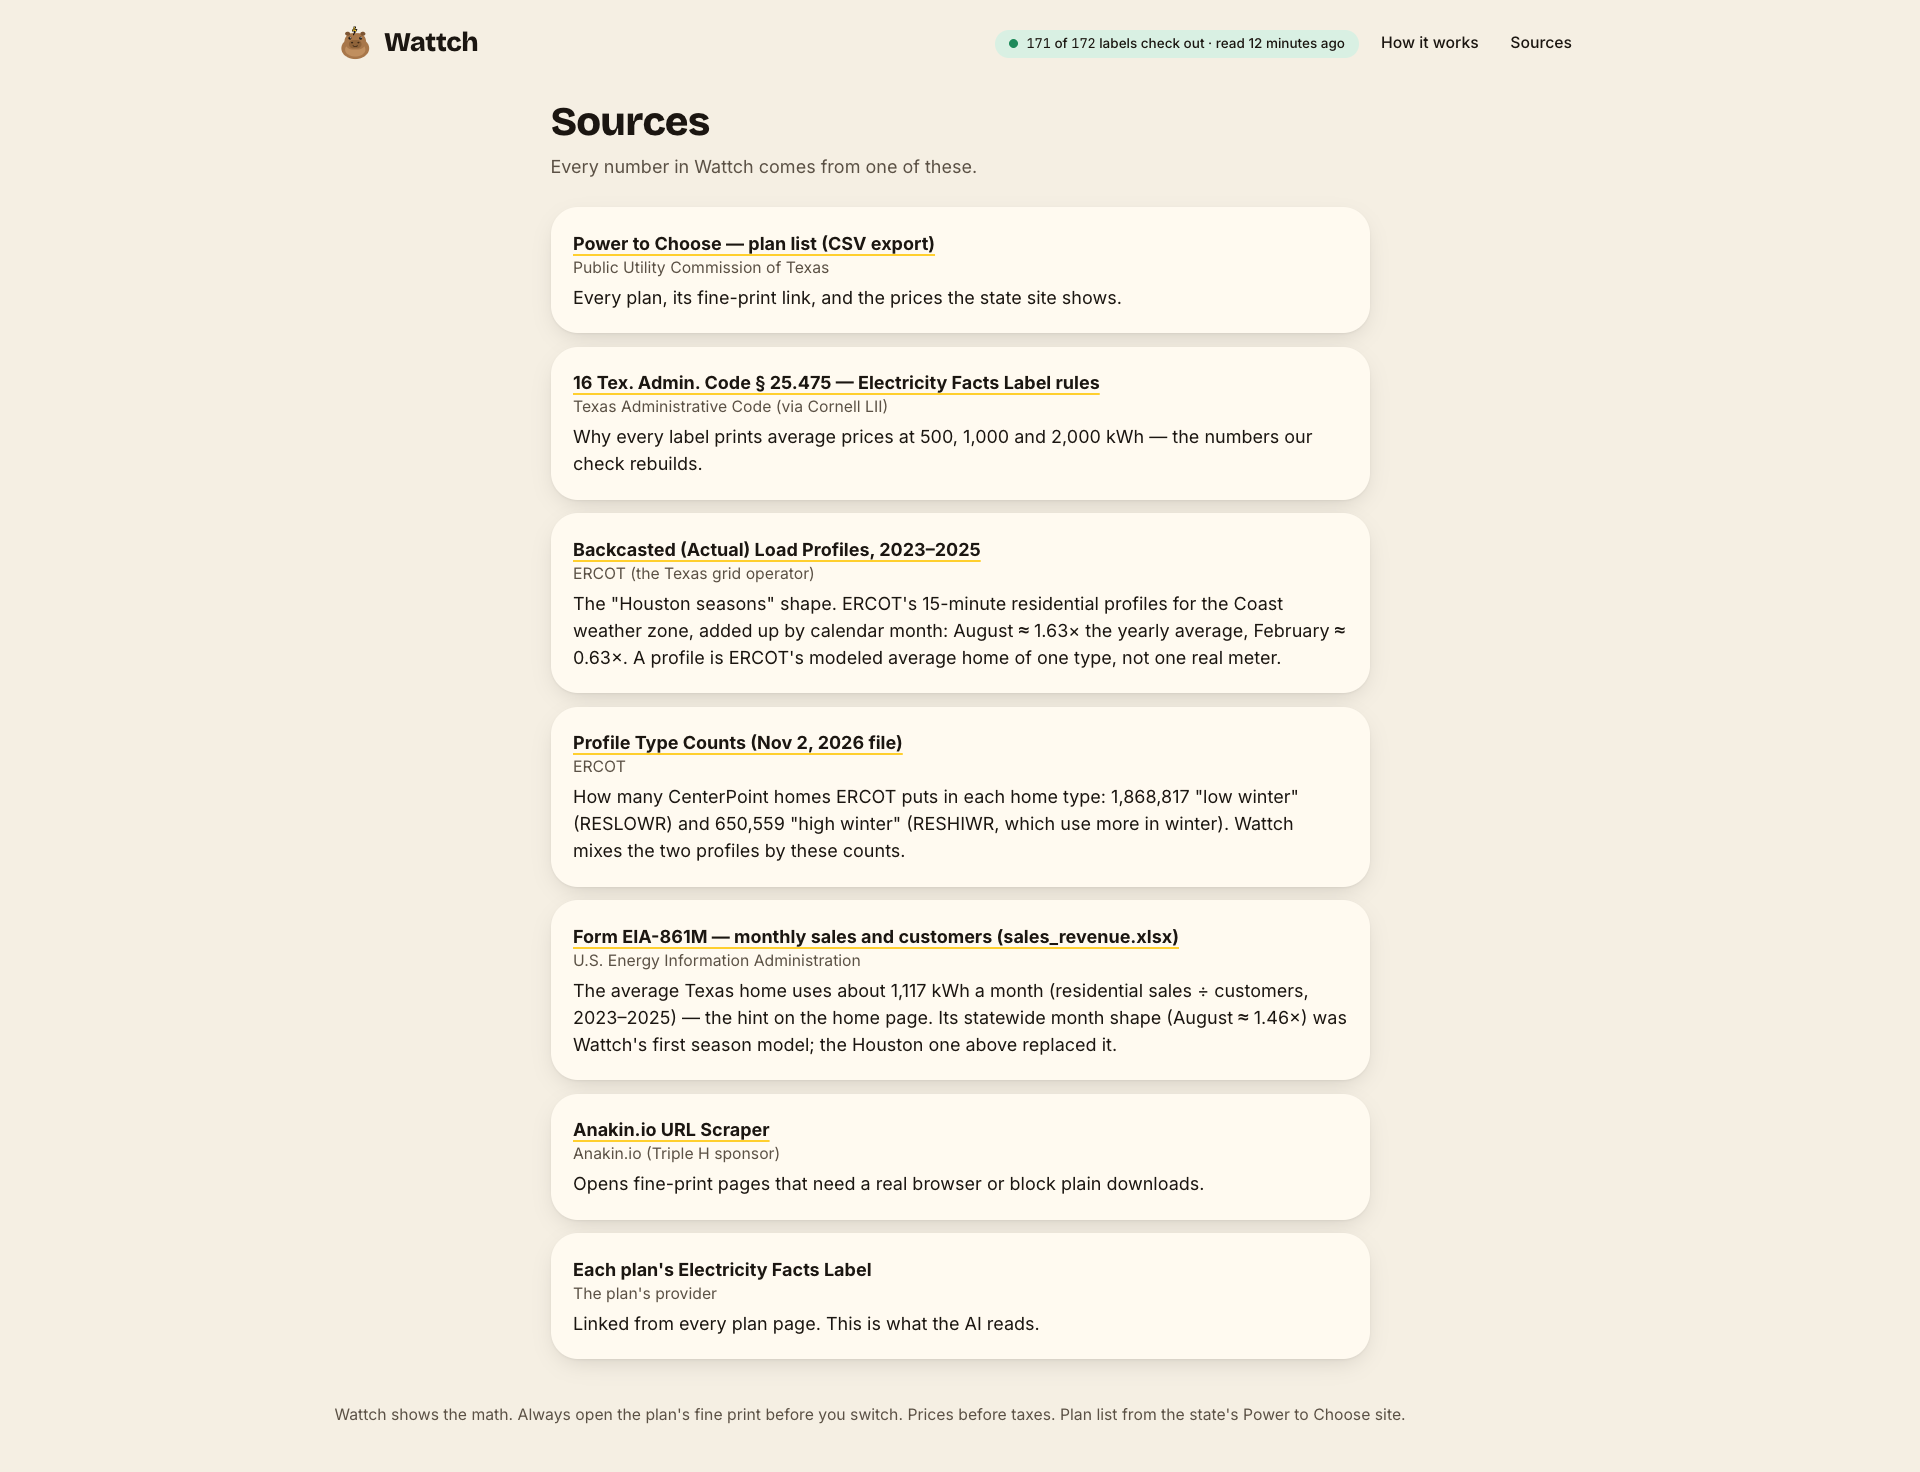 Wattch
171 of 172 labels check out · read 12 minutes ago
How it works
Sources
Sources
Every number in Wattch comes from one of these.
Power to Choose — plan list (CSV export)
Public Utility Commission of Texas
Every plan, its fine-print link, and the prices the state site shows.
16 Tex. Admin. Code § 25.475 — Electricity Facts Label rules
Texas Administrative Code (via Cornell LII)
Why every label prints average prices at 500, 1,000 and 2,000 kWh — the numbers our
check rebuilds.
Backcasted (Actual) Load Profiles, 2023–2025
ERCOT (the Texas grid operator)
The "Houston seasons" shape. ERCOT's 15-minute residential profiles for the Coast
weather zone, added up by calendar month: August ≈ 1.63× the yearly average, February ≈
0.63×. A profile is ERCOT's modeled average home of one type, not one real meter.
Profile Type Counts (Nov 2, 2026 file)
ERCOT
How many CenterPoint homes ERCOT puts in each home type: 1,868,817 "low winter"
(RESLOWR) and 650,559 "high winter" (RESHIWR, which use more in winter). Wattch
mixes the two profiles by these counts.
Form EIA-861M — monthly sales and customers (sales_revenue.xlsx)
U.S. Energy Information Administration
The average Texas home uses about 1,117 kWh a month (residential sales ÷ customers,
2023–2025) — the hint on the home page. Its statewide month shape (August ≈ 1.46×) was
Wattch's first season model; the Houston one above replaced it.
Anakin.io URL Scraper
Anakin.io (Triple H sponsor)
Opens fine-print pages that need a real browser or block plain downloads.
Each plan's Electricity Facts Label
The plan's provider
Linked from every plan page. This is what the AI reads.
Wattch shows the math. Always open the plan's fine print before you switch. Prices before taxes. Plan list from the state's Power to Choose site.